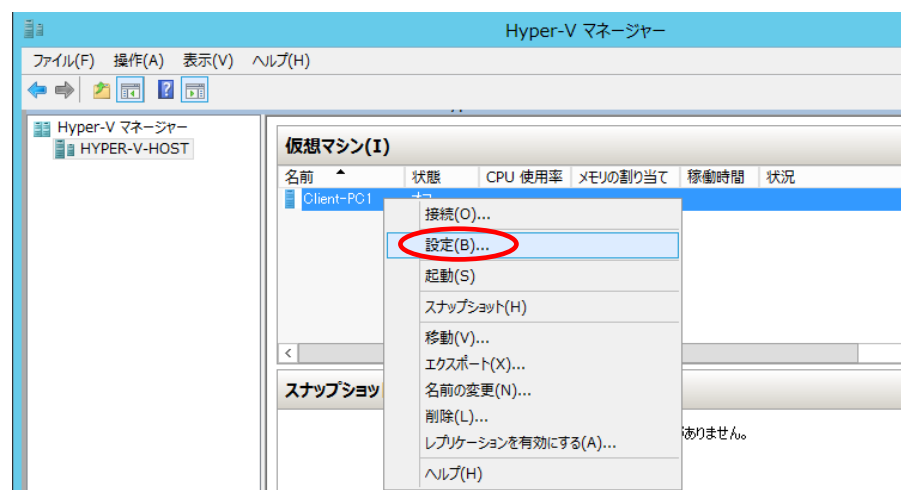 Hyper-V マネージャー
ファイル(F) 操作(A) 表示(V) ヘルプ(H)
Hyper-V マネージャー
HYPER-V-HOST
仮想マシン(I)
名前 状態 CPU 使用率 メモリの割り当て 稼働時間 状況
Client-PC1
接続(O)...
設定(B)...
起動(S)
スナップショット(H)
移動(V)...
エクスポート(X)...
名前の変更(N)...
削除(L)...
レプリケーションを有効にする(A)...
ヘルプ(H)
スナップショッ
ありません。